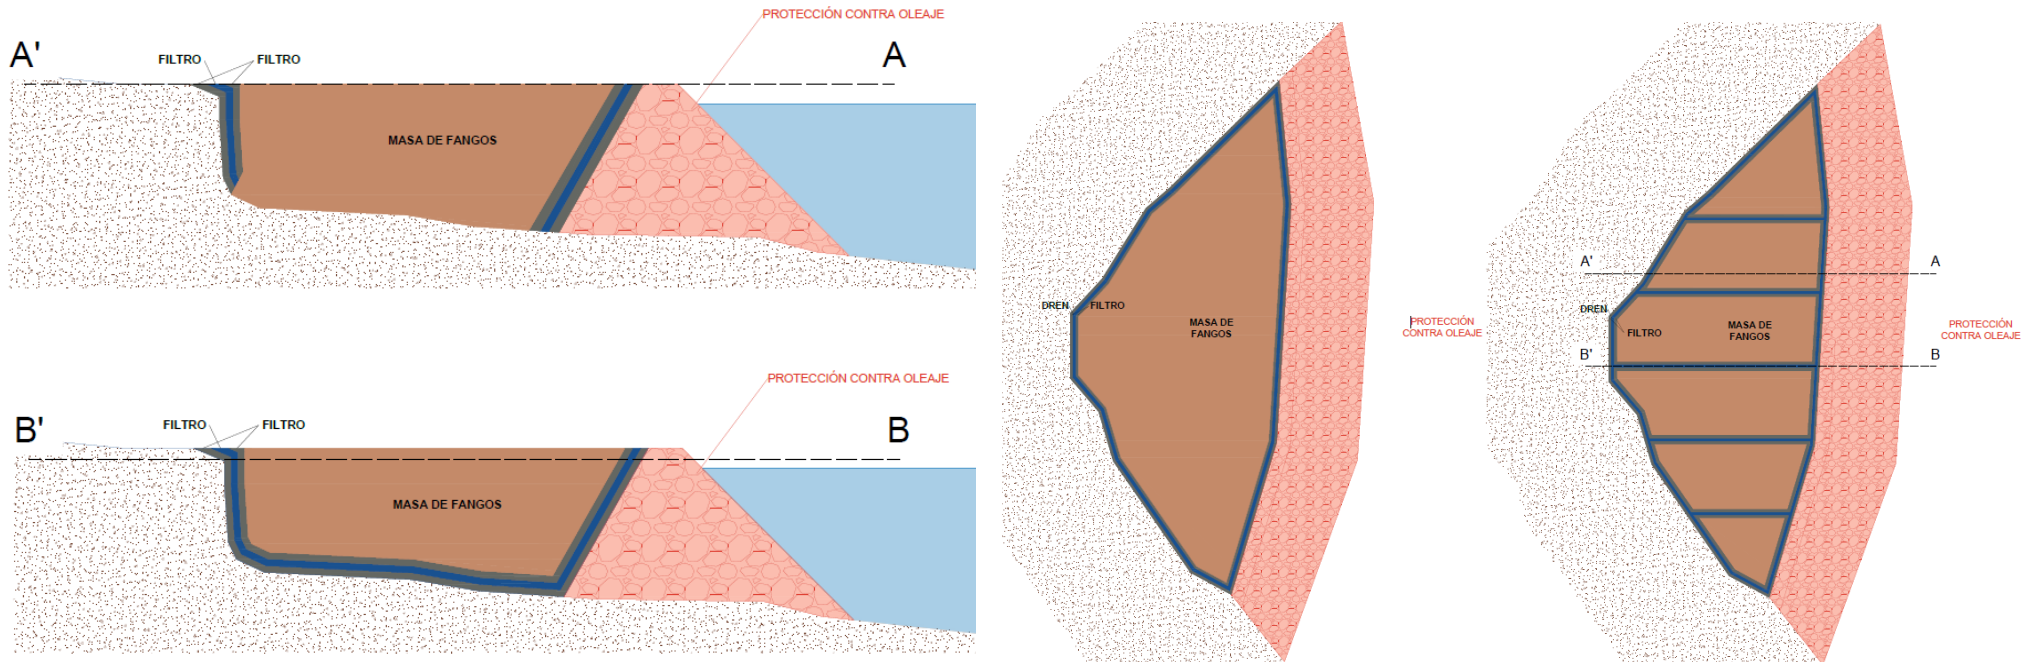 PROTECCIÓN CONTRA OLEAJE
A'
FILTRO
FILTRO
A
MASA DE FANGOS
PROTECCIÓN CONTRA OLEAJE
B'
FILTRO
FILTRO
B
MASA DE FANGOS
DREN
FILTRO
MASA DE
FANGOS
PROTECCIÓN
CONTRA OLEAJE
A'
A
DREN
FILTRO
MASA DE
FANGOS
PROTECCIÓN
CONTRA OLEAJE
B'
B